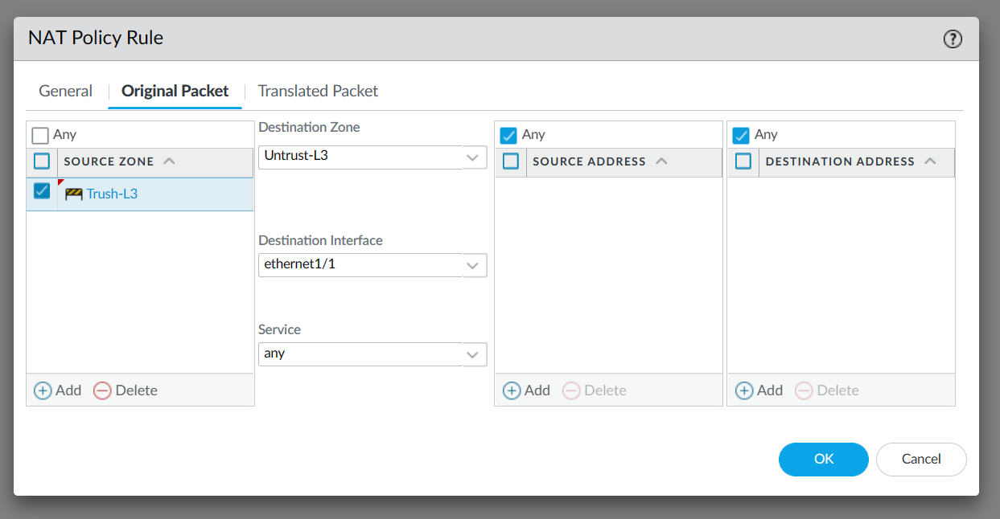 NAT Policy Rule
General
Original Packet
Translated Packet
Any
SOURCE ZONE
Trush-L3
Add
Delete
Destination Zone
Untrust-L3
Destination Interface
ethernet1/1
Service
any
Any
SOURCE ADDRESS
Add
Delete
Any
DESTINATION ADDRESS
Add
Delete
OK
Cancel